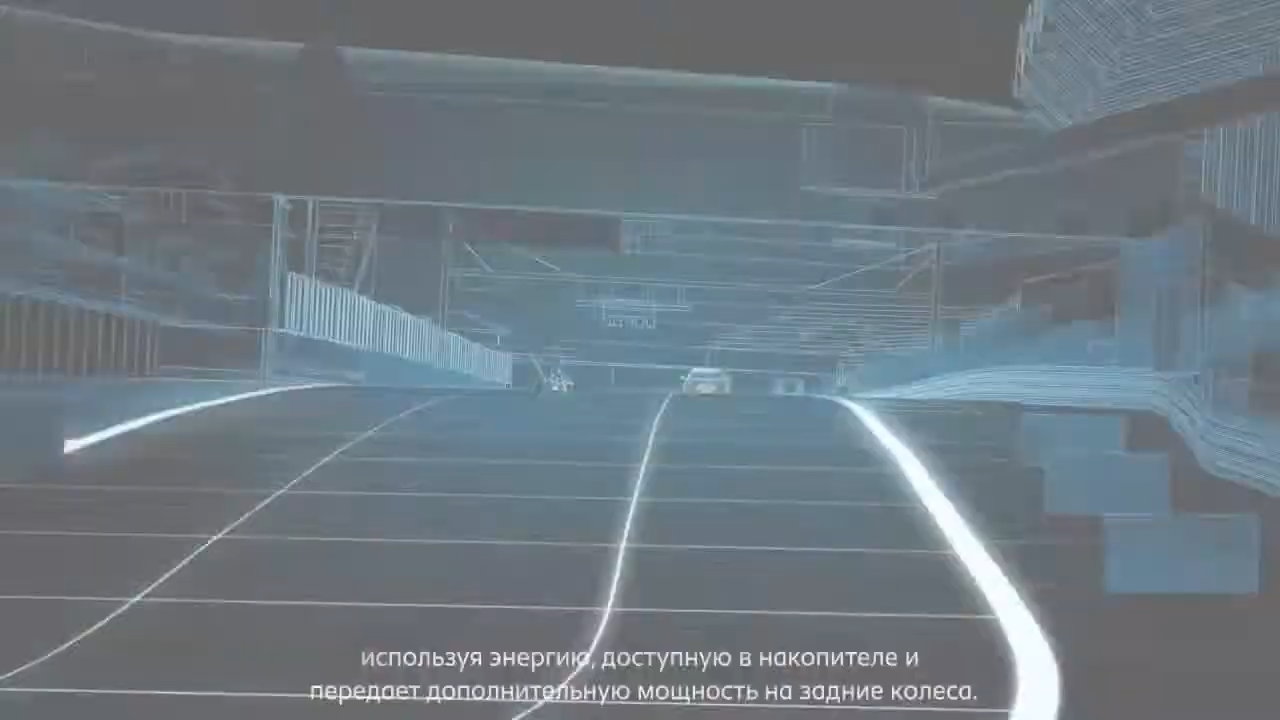 используя энергию, доступную в накопителе и
передает дополнительную мощность на задние колеса.